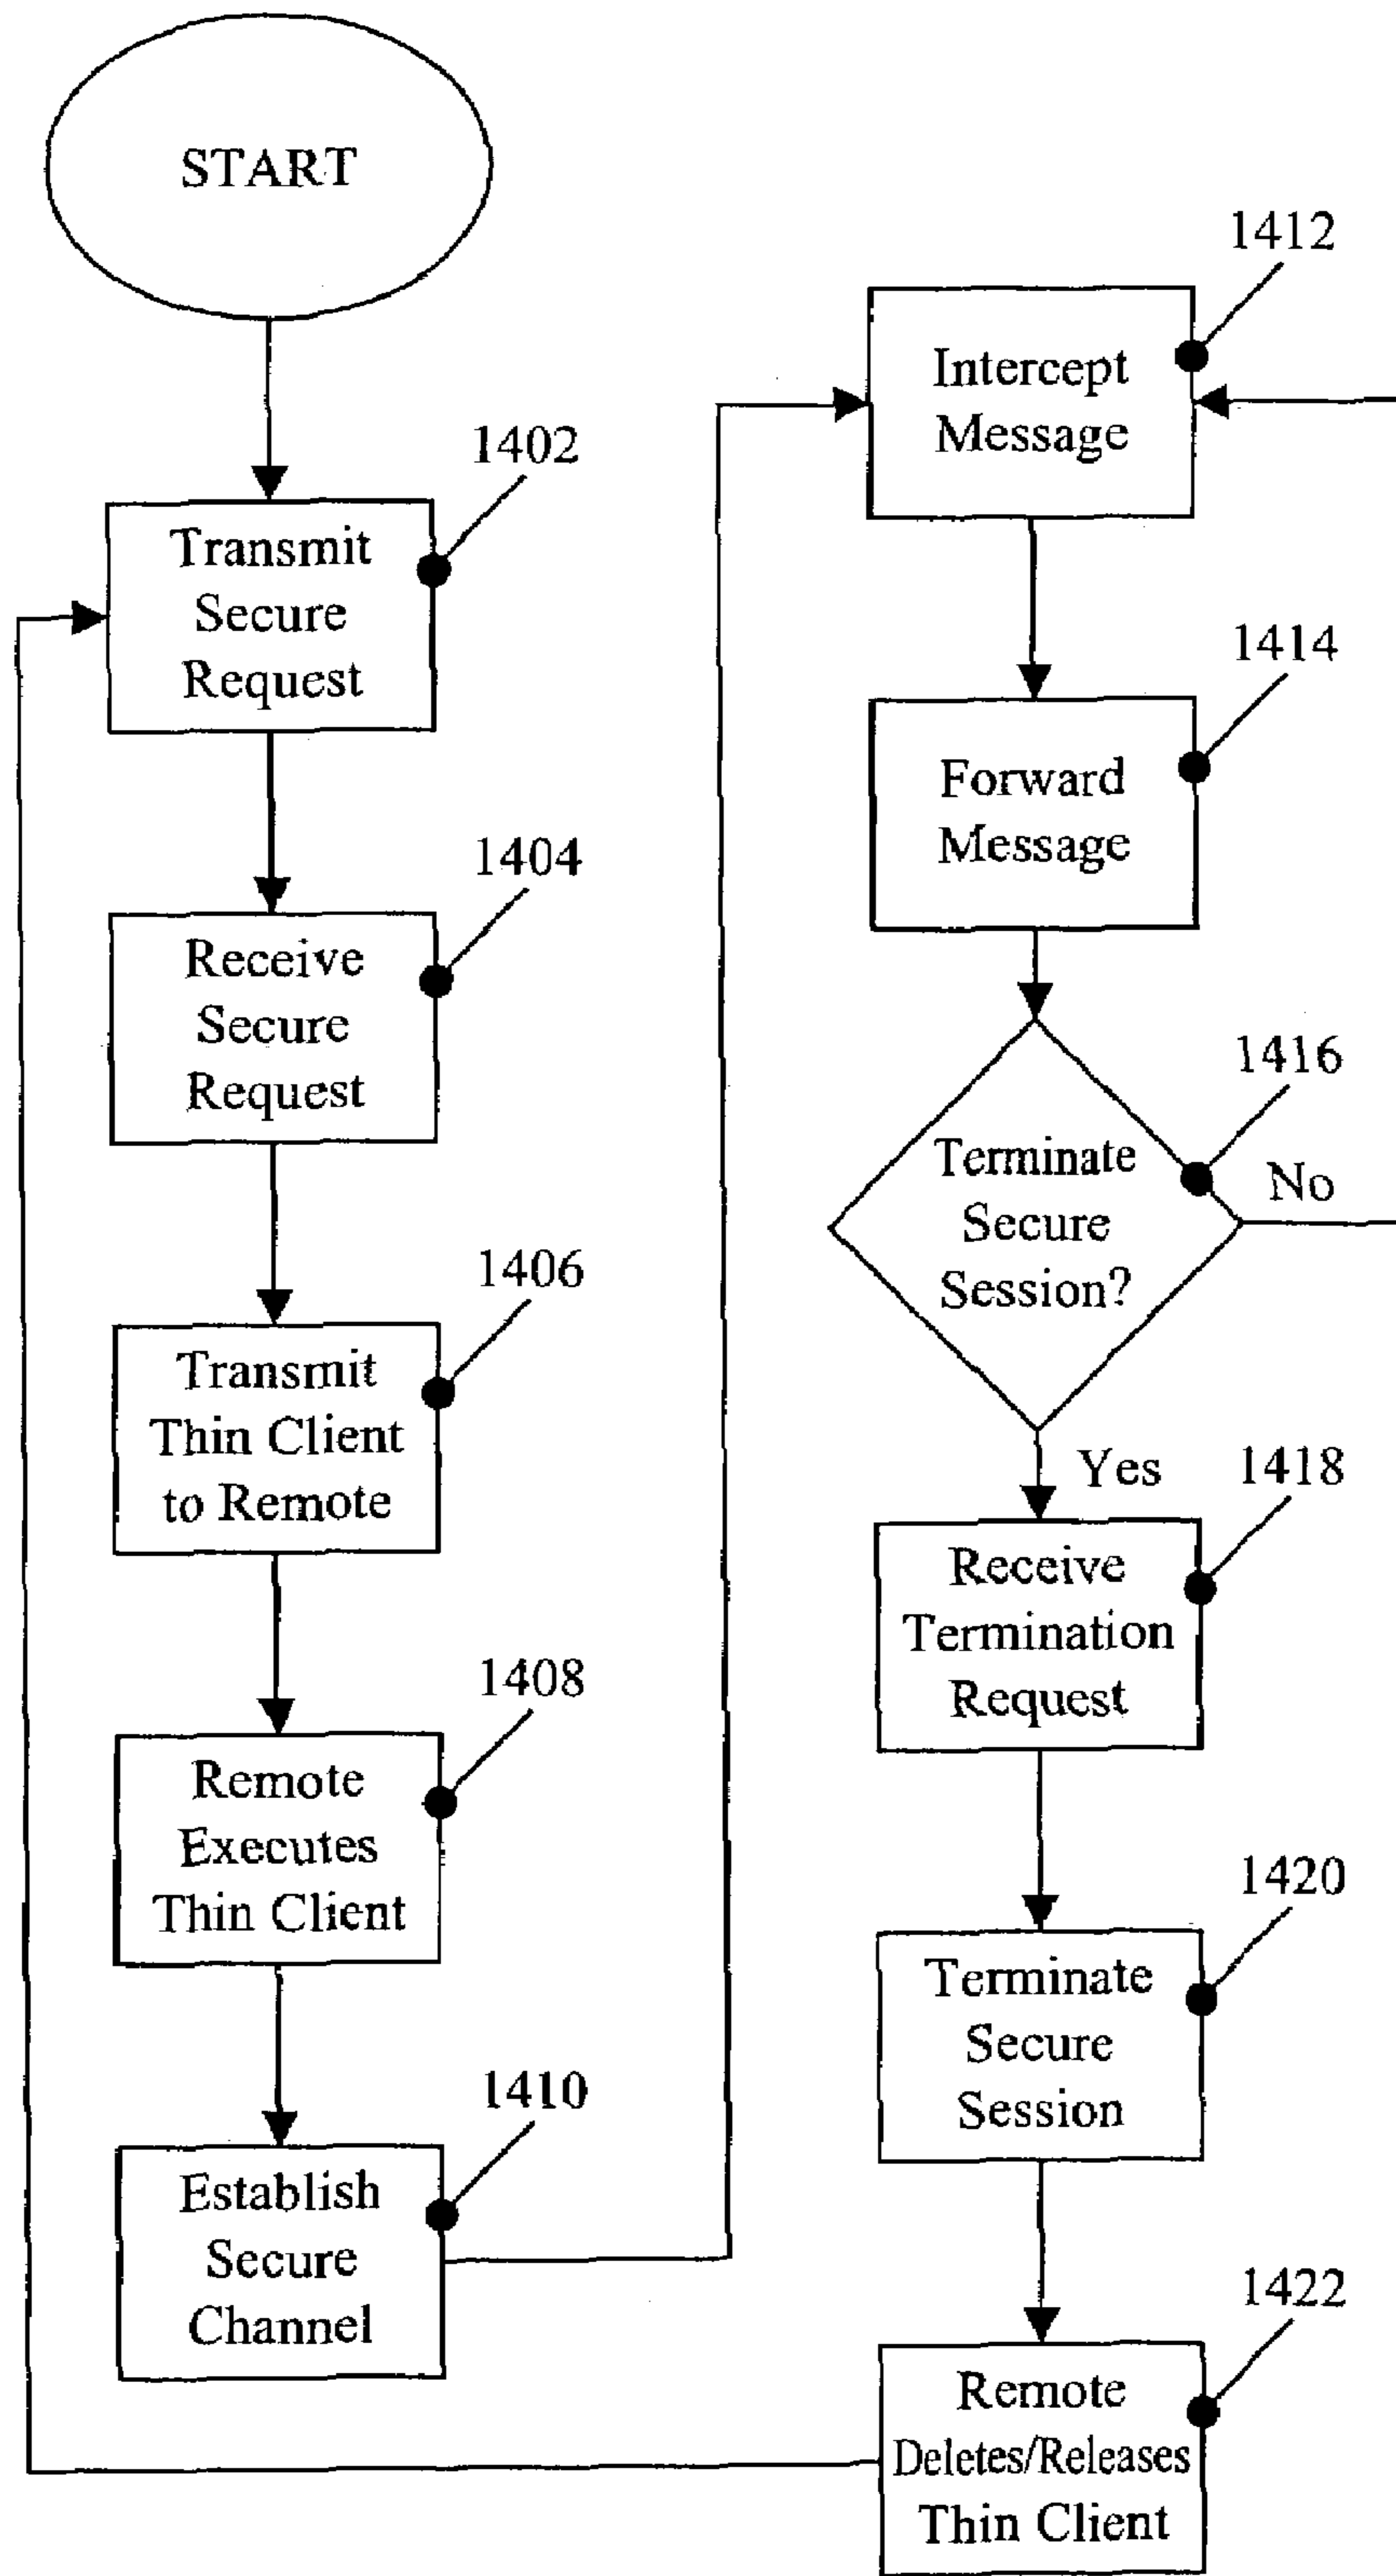 START
1402
Transmit
Secure
Request
1404
Receive
Secure
Request
1406
Transmit
Thin Client
to Remote
1408
Remote
Executes
Thin Client
1410
Establish
Secure
Channel
1412
Intercept
Message
1414
Forward
Message
1416
Terminate
Secure
Session?
No
Yes
1418
Receive
Termination
Request
1420
Terminate
Secure
Session
1422
Remote
Deletes/Releases
Thin Client